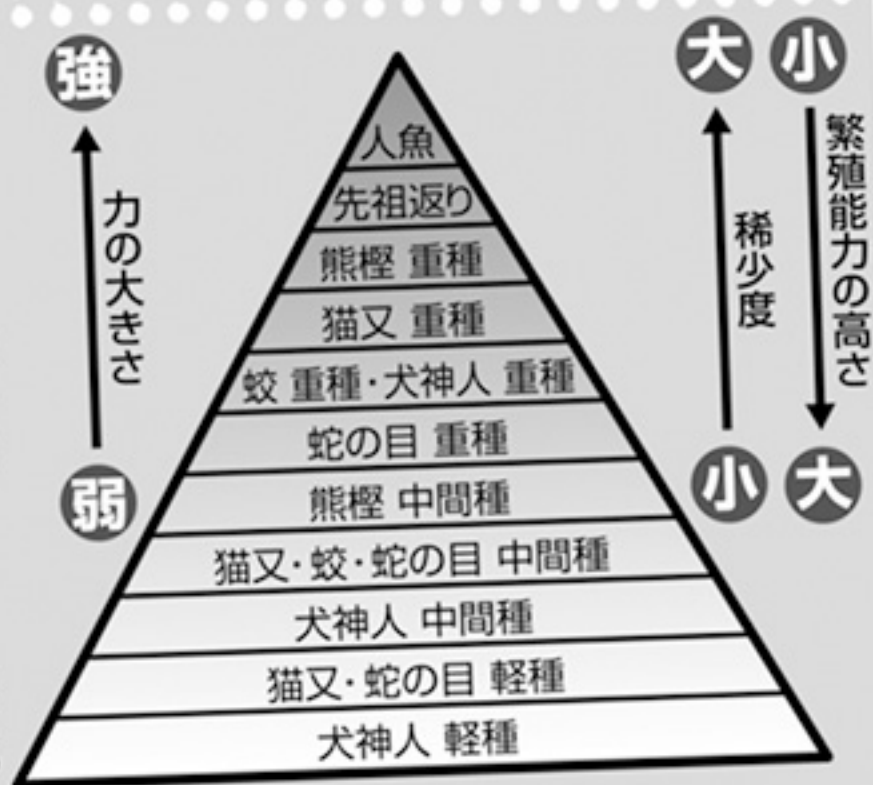 強
力の大きさ
弱
人魚
先祖返り
熊樫 重種
猫又 重種
蛟 重種・犬神人 重種
蛇の目 重種
熊樫 中間種
猫又・蛟・蛇の目 中間種
犬神人 中間種
猫又・蛇の目 軽種
犬神人 軽種
大
稀少度
小
小
繁殖能力の高さ
大